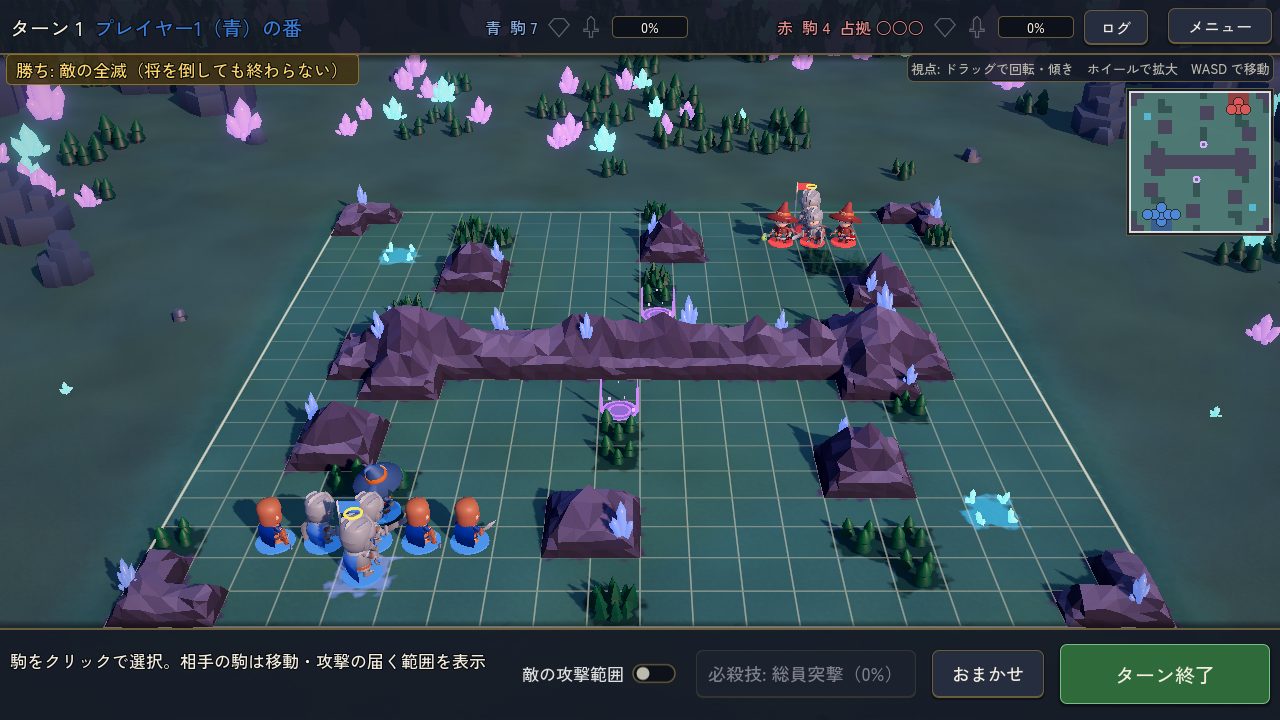 ターン 1 プレイヤー1（青）の番
青 駒 7 0%
赤 駒 4 占拠 〇〇〇 0%
ログ
メニュー
勝ち: 敵の全滅（将を倒しても終わらない）
視点: ドラッグで回転・傾き ホイールで拡大 WASD で移動
駒をクリックで選択。相手の駒は移動・攻撃の届く範囲を表示
敵の攻撃範囲
必殺技: 総員突撃（0%）
おまかせ
ターン終了